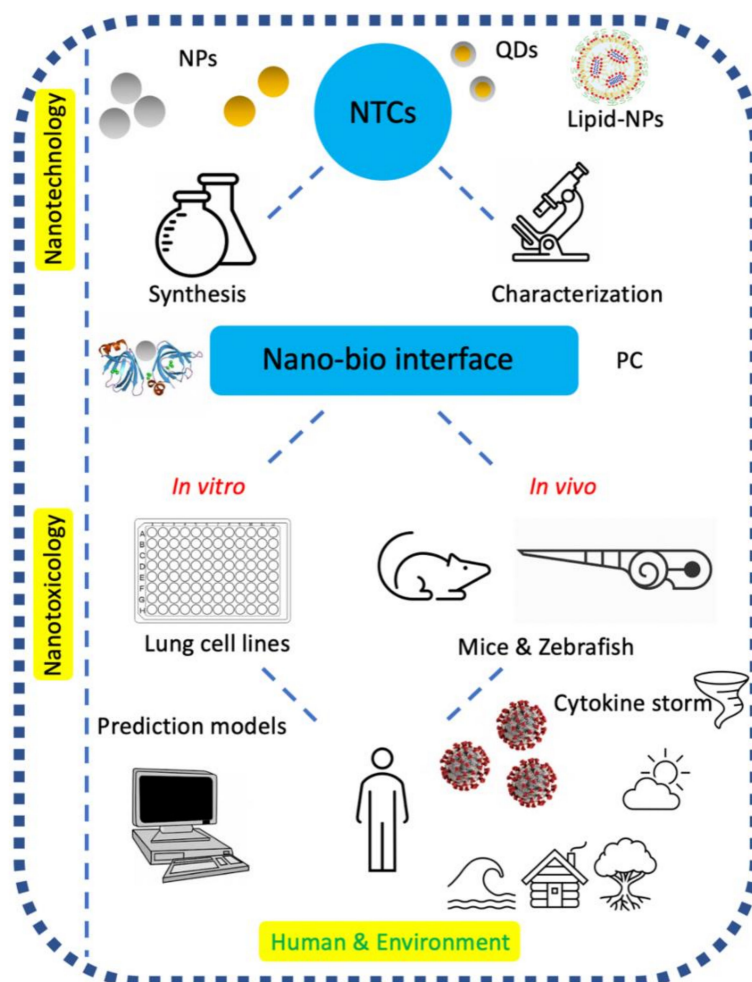 NPs
QDs
NTCs
Lipid-NPs
Nanotechnology
Synthesis
Characterization
Nano-bio interface
PC
In vitro
In vivo
Nanotoxicology
A
B
C
D
E
F
G
H
Lung cell lines
Mice & Zebrafish
Prediction models
Cytokine storm
Human & Environment